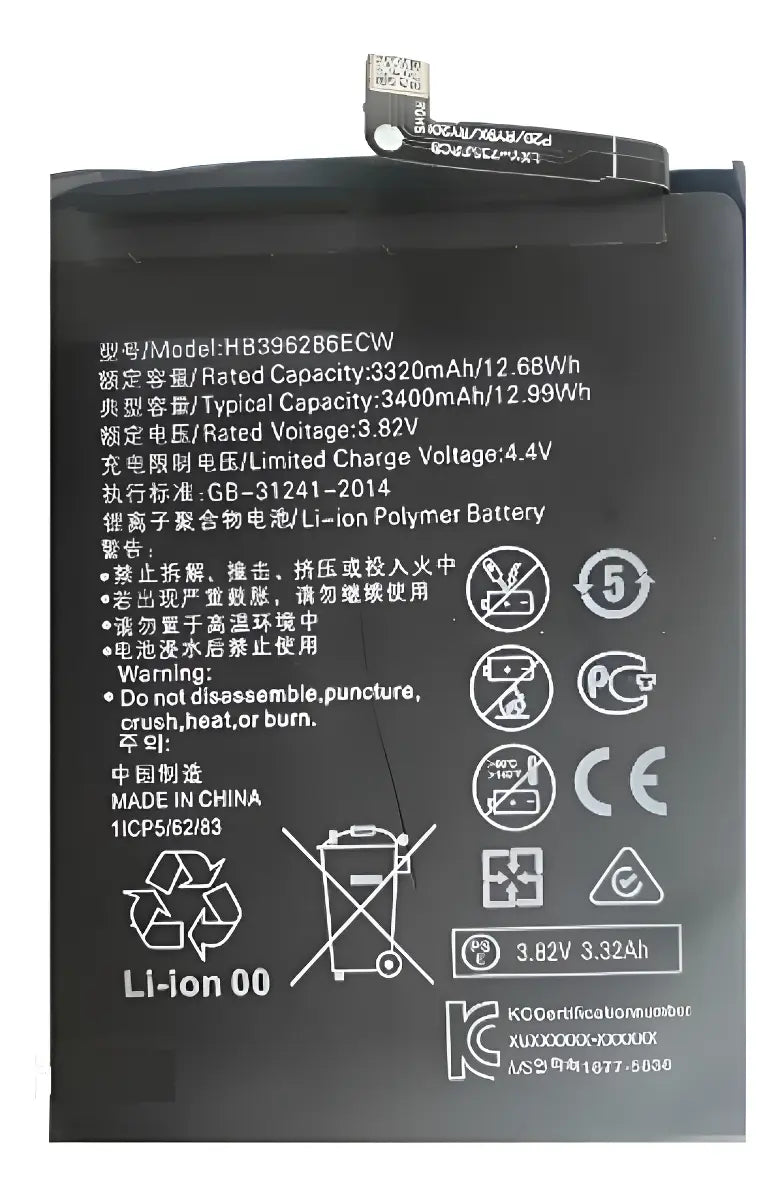 ROHS
型号/Model:HB396286ECW
额定容量/Rated Capacity:3320mAh/12.68Wh
典型容量/Typical Capacity:3400mAh/12.99Wh
额定电压/Rated Voitage:3.82V
充电限制电压/Limited Charge Voltage:4.4V
执行标准:GB-31241-2014
锂离子聚合物电池/Li-ion Polymer Battery
警告:
•禁止拆解、撞击、挤压或投入火中
•若出现严重鼓胀，请勿继续使用
•请勿置于高温环境中
•电池浸水后禁止使用
Warning:
• Do not disassemble,puncture,
crush,heat,or burn.
주의:
中国制造
MADE IN CHINA
1ICP5/62/83
5
PCT
CE
Li-ion 00
PS E 3.82V 3.32Ah
KC